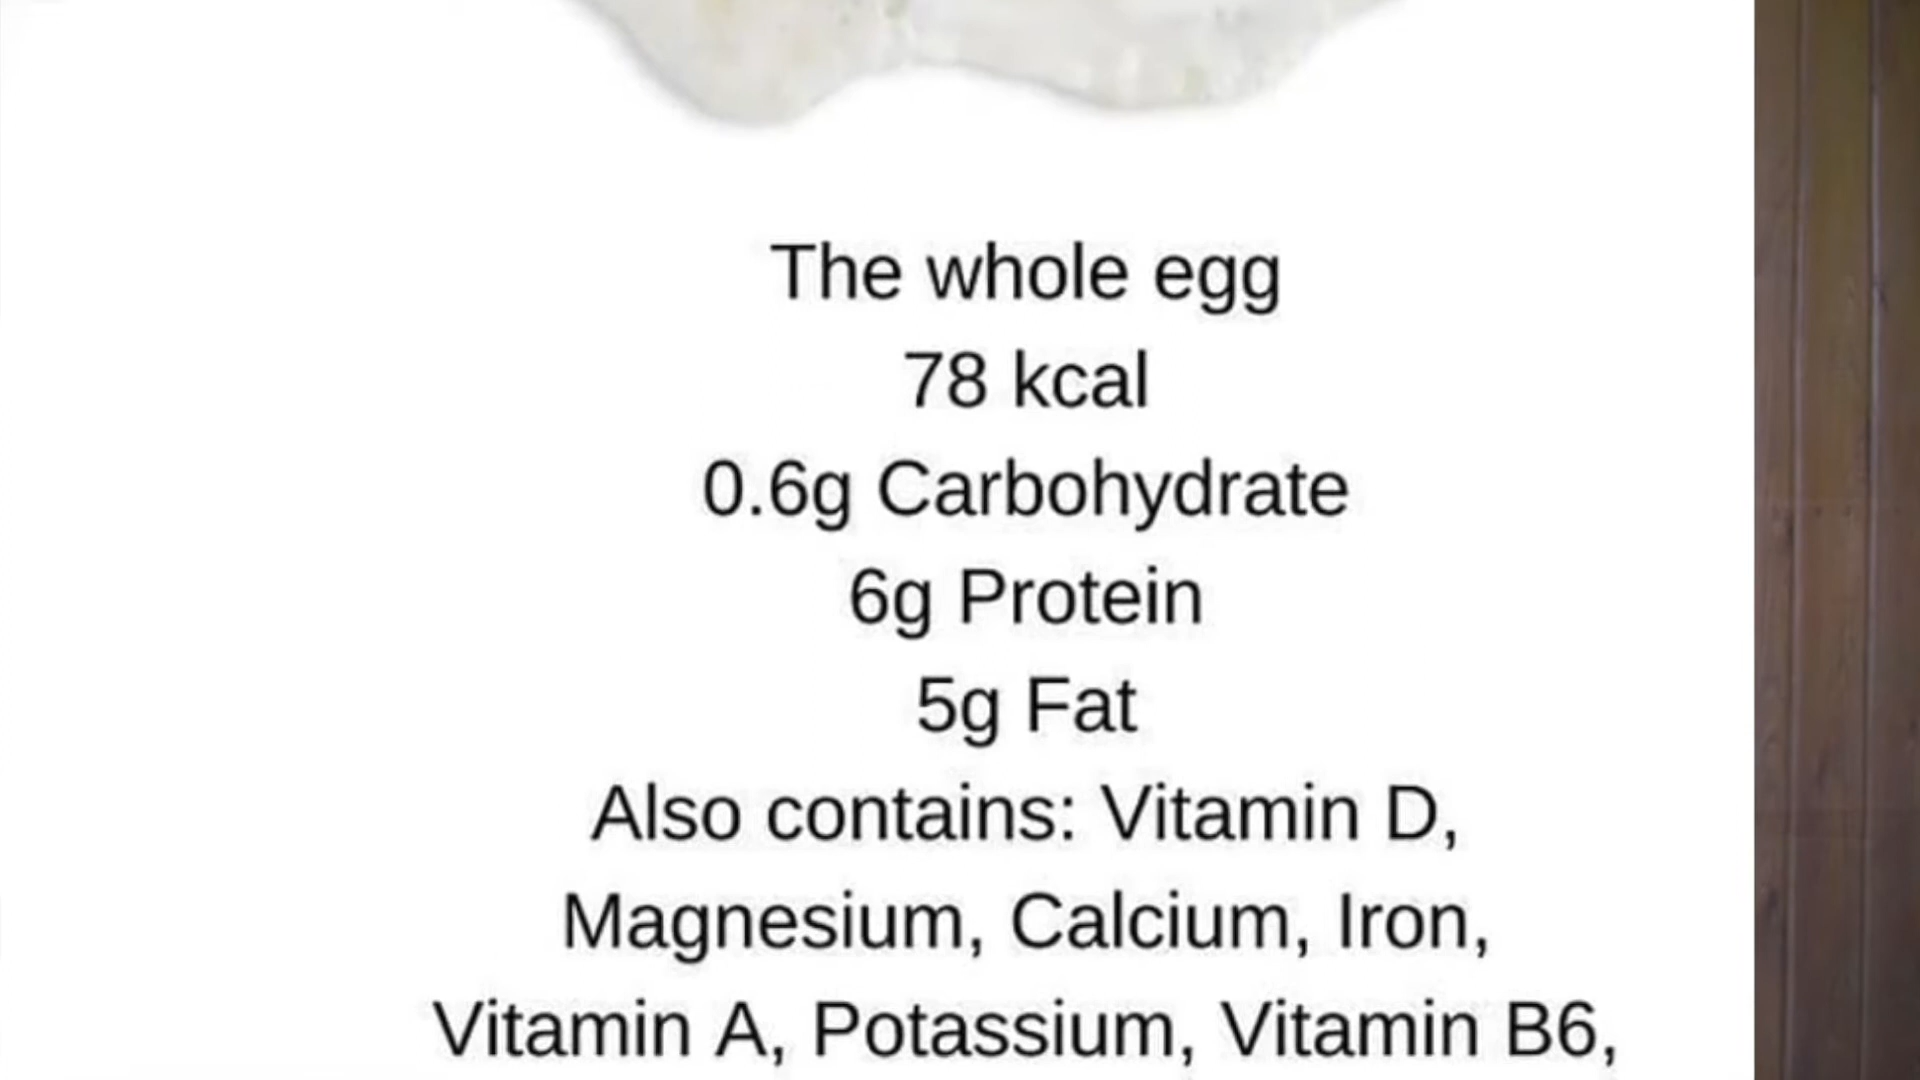 The whole egg
78 kcal
0.6g Carbohydrate
6g Protein
5g Fat
Also contains: Vitamin D,
Magnesium, Calcium, Iron,
Vitamin A, Potassium, Vitamin B6,